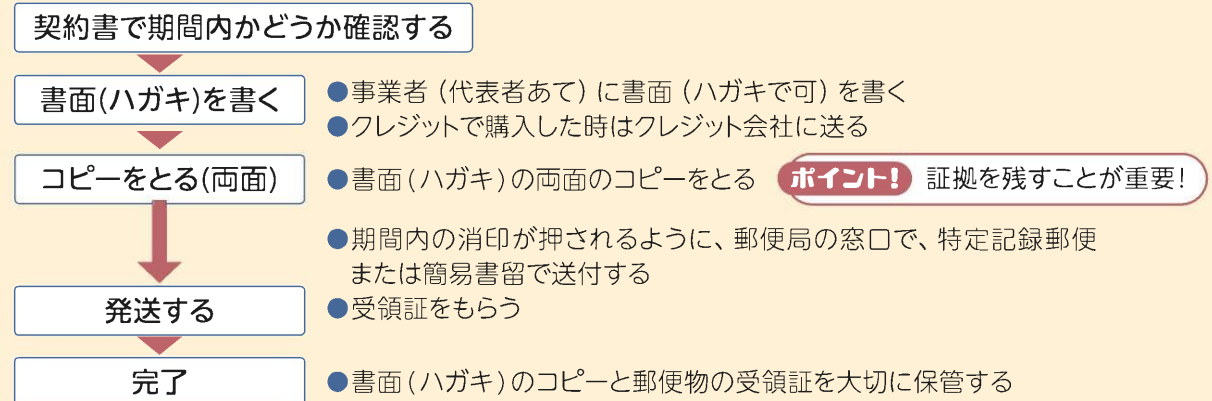 契約書で期間内かどうか確認する
書面(ハガキ)を書く
●事業者（代表者あて）に書面（ハガキで可）を書く
●クレジットで購入した時はクレジット会社に送る
コピーをとる(両面)
●書面(ハガキ)の両面のコピーをとる
ポイント! 証拠を残すことが重要!
●期間内の消印が押されるように、郵便局の窓口で、特定記録郵便
または簡易書留で送付する
発送する
●受領証をもらう
完了
●書面(ハガキ)のコピーと郵便物の受領証を大切に保管する